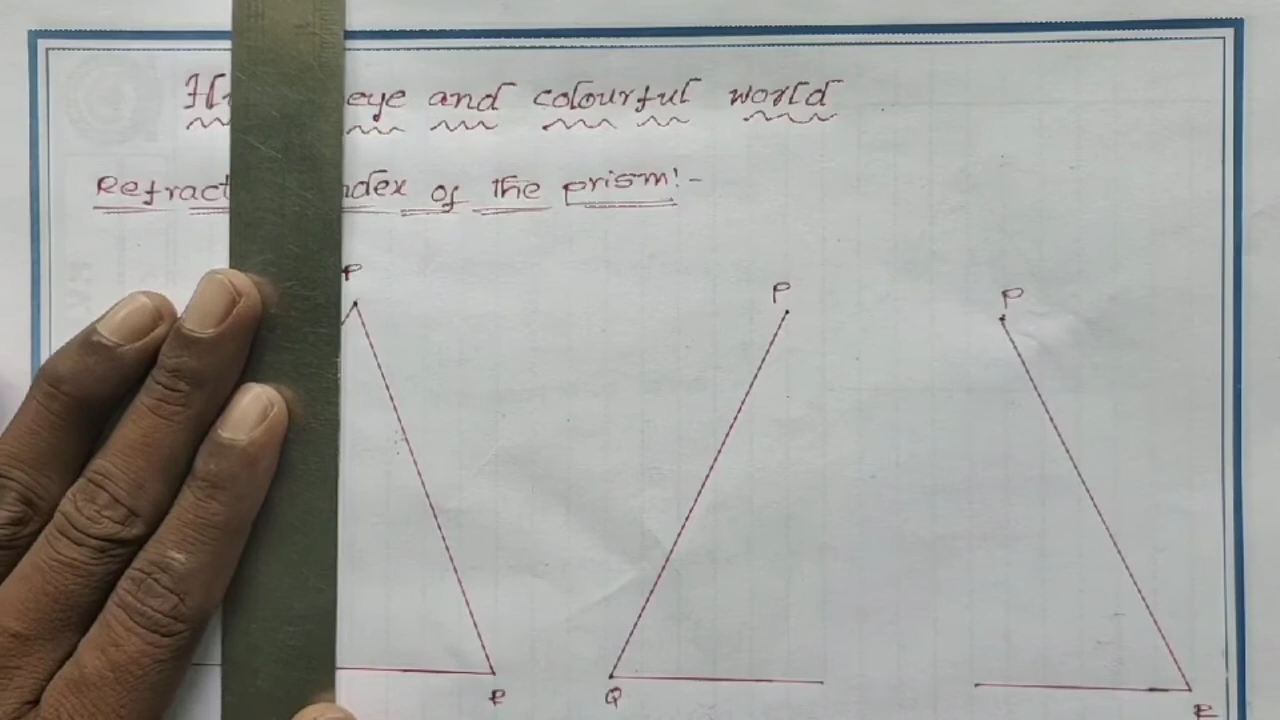 eye and colourful world
Refract ndex of the prism:-
P P P
R Q R